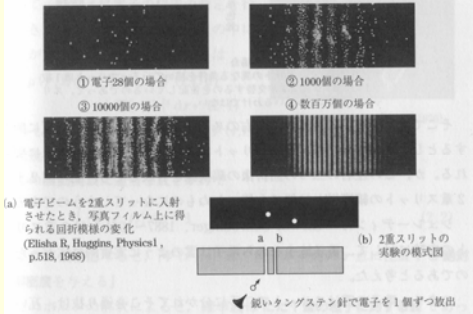 ①電子28個の場合
②1000個の場合
③10000個の場合
④数百万個の場合
(a) 電子ビームを2重スリットに入射
させたとき，写真フィルム上に得
られる回折模様の変化
(Elisha R, Huggins, Physics1,
p.518, 1968)
a b
(b) 2重スリットの
実験の模式図
鋭いタングステン針で電子を1個ずつ放出